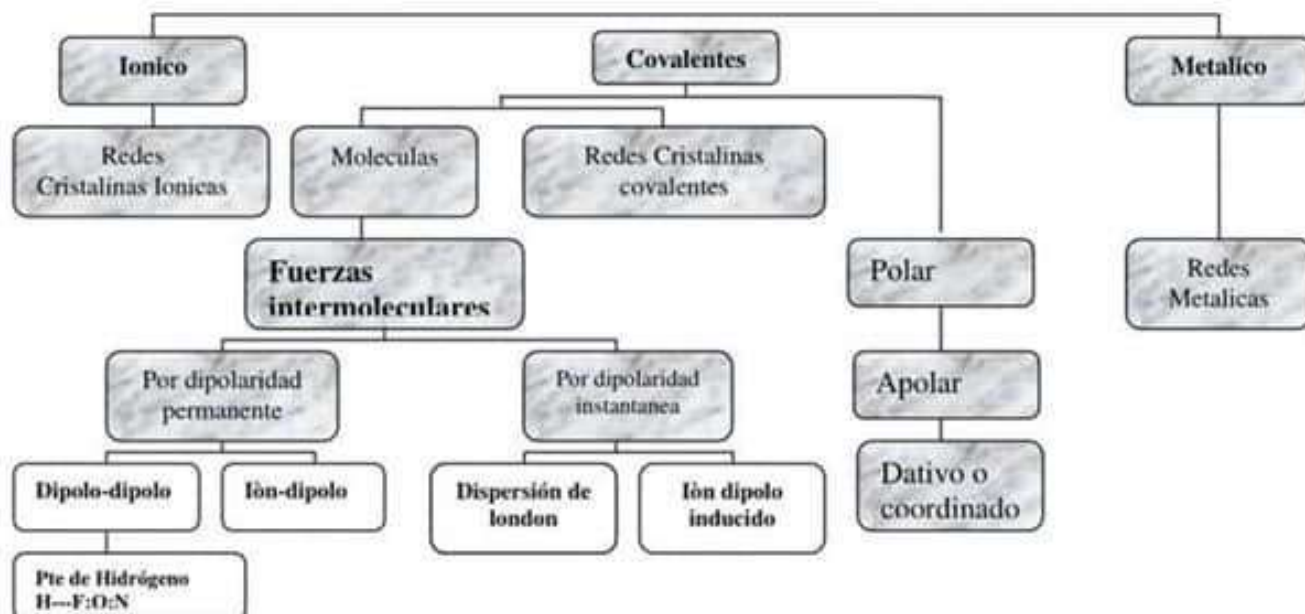 Ionico
Covalentes
Metalico
Redes
Cristalinas Ionicas
Moleculas
Redes Cristalinas
covalentes
Fuerzas
intermoleculares
Polar
Redes
Metalicas
Por dipolaridad
permanente
Por dipolaridad
instantanea
Apolar
Dipolo-dipolo
Iòn-dipolo
Dispersión de
london
Iòn dipolo
inducido
Dativo o
coordinado
Pte de Hidrógeno
H---F:O:N